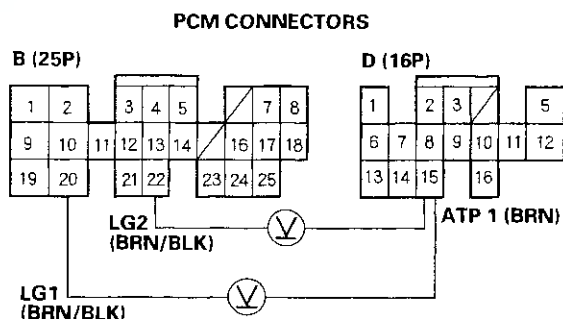 PCM CONNECTORS
B (25P)
D (16P)
1 2 3 4 5 7 8
9 10 11 12 13 14 16 17 18
19 20 21 22 23 24 25
1 2 3 5
6 7 8 9 10 11 12
13 14 15 16
LG2
(BRN/BLK)
V
ATP 1 (BRN)
LG1
(BRN/BLK)
V